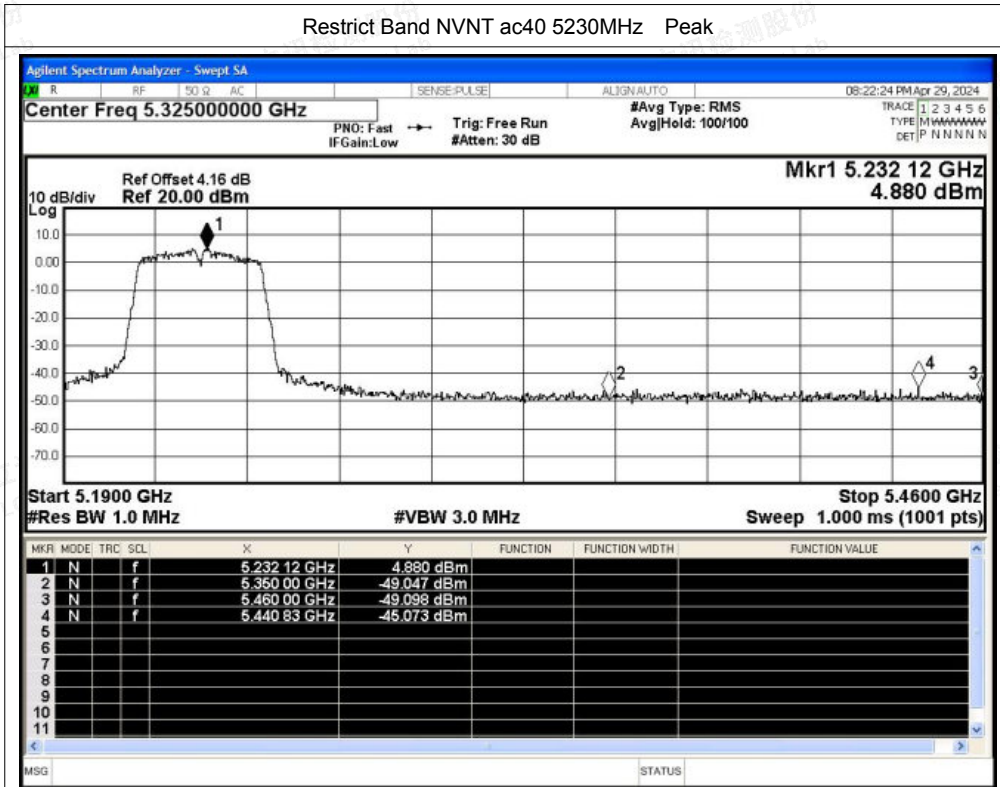 Restrict Band NVNT ac40 5230MHz Peak
Agilent Spectrum Analyzer - Swept SA
R RF 50 Ω AC SENSE:PULSE ALIGN AUTO 08:22:24 PM Apr 29, 2024
Center Freq 5.325000000 GHz #Avg Type: RMS TRACE 1 2 3 4 5 6
PNO: Fast Trig: Free Run Avg|Hold: 100/100 TYPE M
IFGain:Low #Atten: 30 dB DET P N N N N N
Mkr1 5.232 12 GHz
Ref Offset 4.16 dB
10 dB/div Ref 20.00 dBm 4.880 dBm
Log
10.0
0.00
-10.0
-20.0
-30.0
-40.0
-50.0
-60.0
-70.0
1
2
4
3
Start 5.1900 GHz Stop 5.4600 GHz
#Res BW 1.0 MHz #VBW 3.0 MHz Sweep 1.000 ms (1001 pts)
MKR MODE TRC SCL X Y FUNCTION FUNCTION WIDTH FUNCTION VALUE
1 N f 5.232 12 GHz 4.880 dBm
2 N f 5.350 00 GHz -49.047 dBm
3 N f 5.460 00 GHz -49.098 dBm
4 N f 5.440 83 GHz -45.073 dBm
5
6
7
8
9
10
11
MSG STATUS